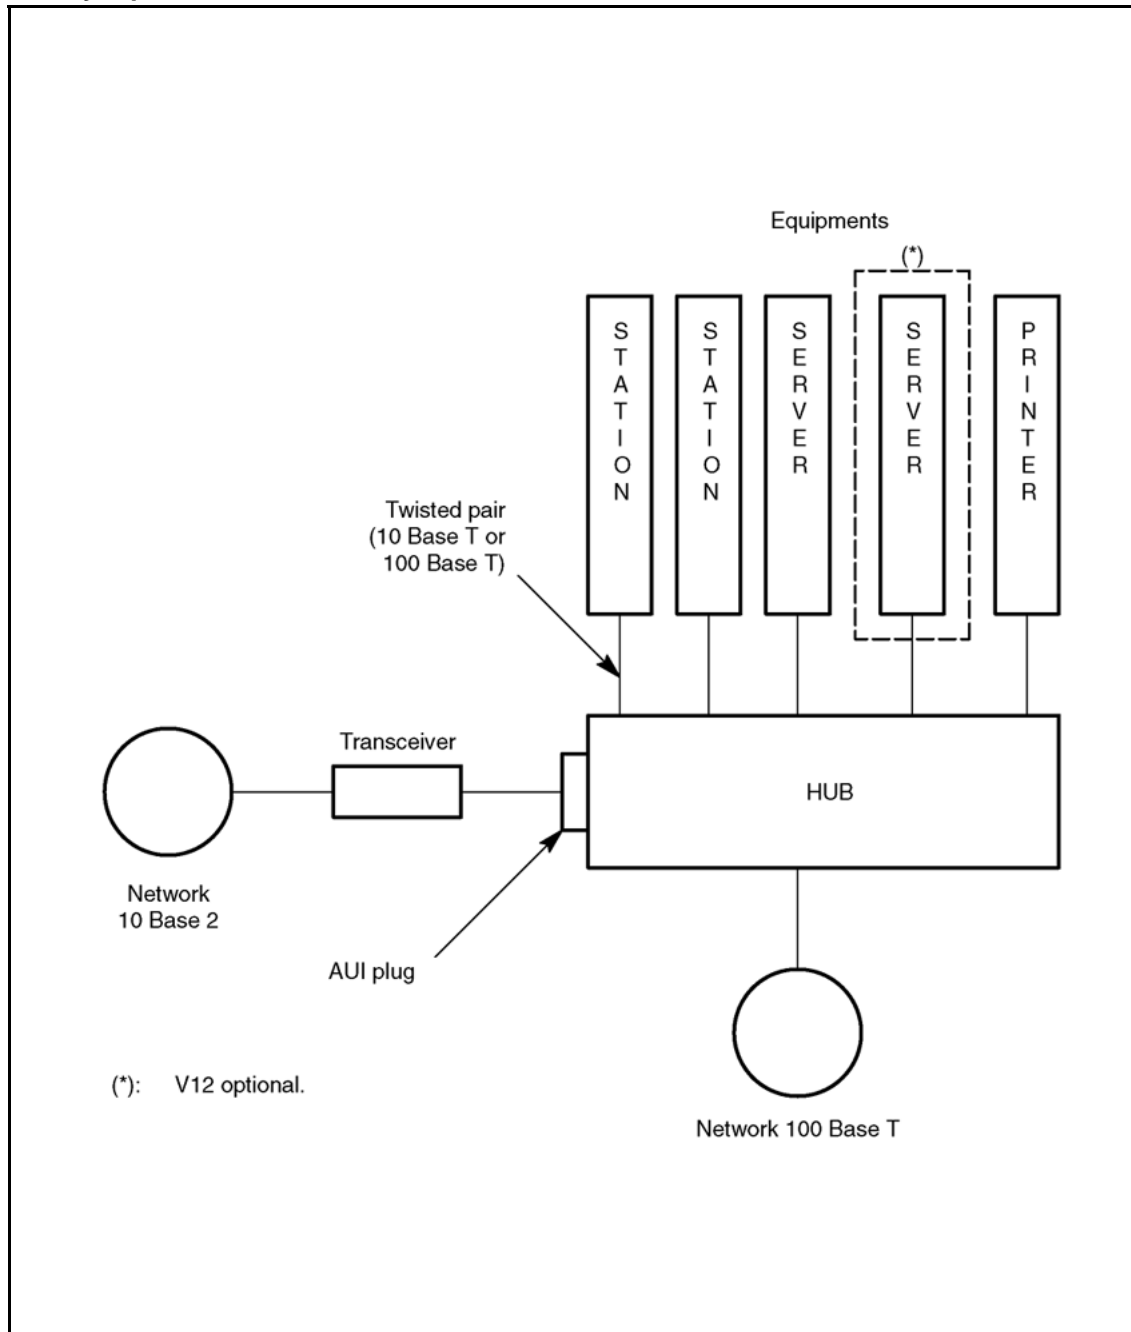 Equipments
(*)
STATION
STATION
SERVER
SERVER
PRINTER
Twisted pair
(10 Base T or
100 Base T)
Transceiver
HUB
Network
10 Base 2
AUI plug
(*): V12 optional.
Network 100 Base T